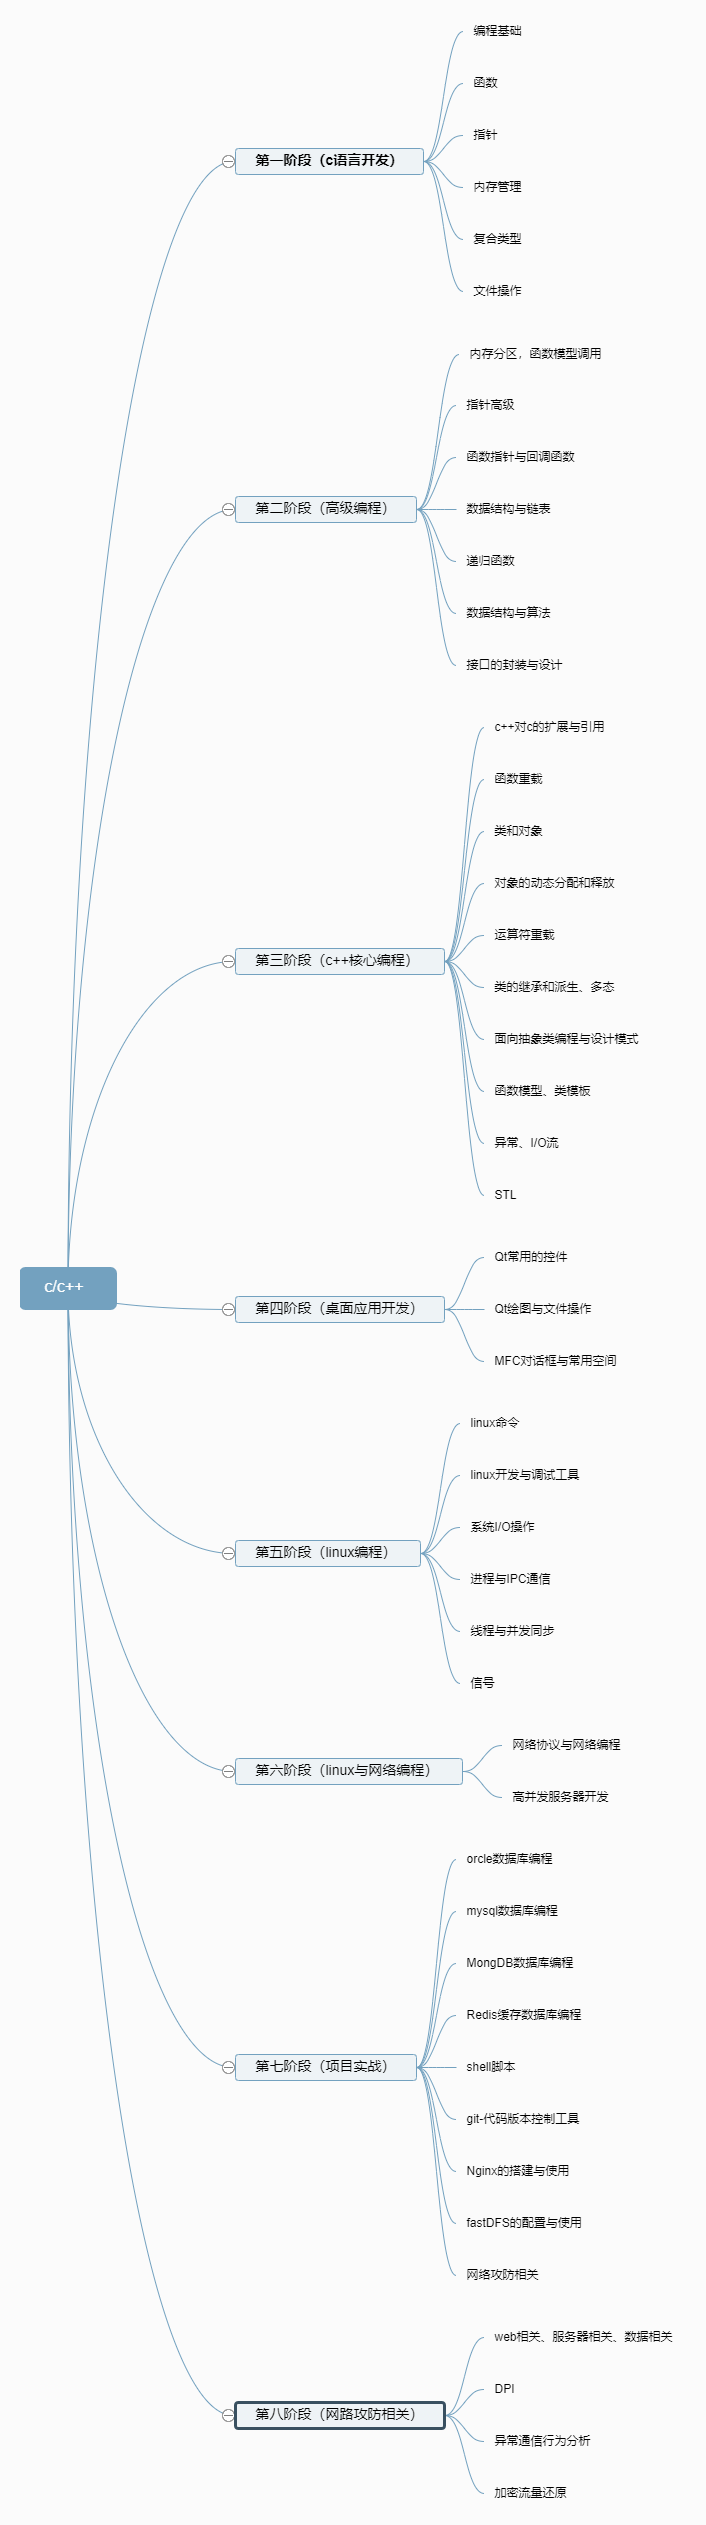 c/c++
第一阶段（c语言开发）
编程基础
函数
指针
内存管理
复合类型
文件操作
第二阶段（高级编程）
内存分区，函数模型调用
指针高级
函数指针与回调函数
数据结构与链表
递归函数
数据结构与算法
接口的封装与设计
第三阶段（c++核心编程）
c++对c的扩展与引用
函数重载
类和对象
对象的动态分配和释放
运算符重载
类的继承和派生、多态
面向抽象类编程与设计模式
函数模型、类模板
异常、I/O流
STL
第四阶段（桌面应用开发）
Qt常用的控件
Qt绘图与文件操作
MFC对话框与常用空间
第五阶段（linux编程）
linux命令
linux开发与调试工具
系统I/O操作
进程与IPC通信
线程与并发同步
信号
第六阶段（linux与网络编程）
网络协议与网络编程
高并发服务器开发
第七阶段（项目实战）
orcle数据库编程
mysql数据库编程
MongDB数据库编程
Redis缓存数据库编程
shell脚本
git-代码版本控制工具
Nginx的搭建与使用
fastDFS的配置与使用
网络攻防相关
第八阶段（网路攻防相关）
web相关、服务器相关、数据相关
DPI
异常通信行为分析
加密流量还原